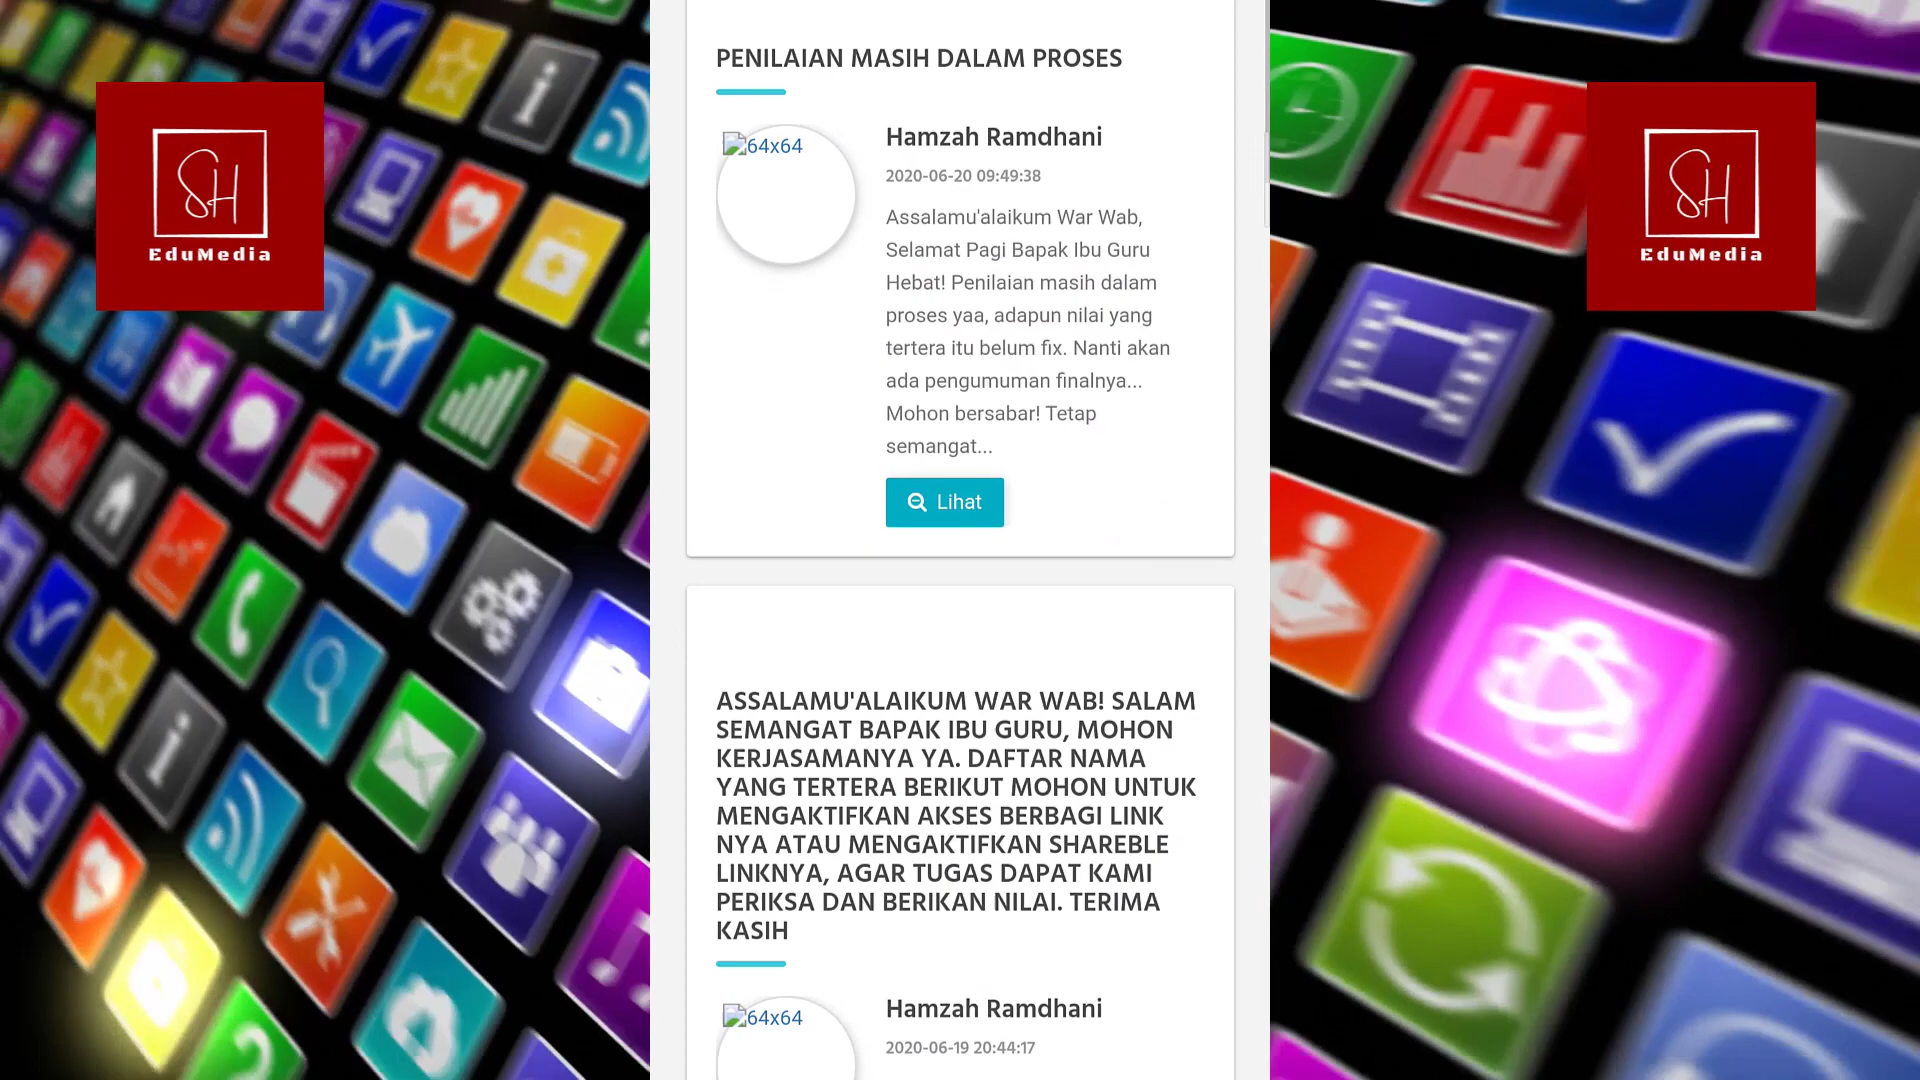 PENILAIAN MASIH DALAM PROSES
64x64
Hamzah Ramdhani
2020-06-20 09:49:38
Assalamu'alaikum War Wab,
Selamat Pagi Bapak Ibu Guru
Hebat! Penilaian masih dalam
proses yaa, adapun nilai yang
tertera itu belum fix. Nanti akan
ada pengumuman finalnya...
Mohon bersabar! Tetap
semangat...
Lihat
ASSALAMU'ALAIKUM WAR WAB! SALAM
SEMANGAT BAPAK IBU GURU, MOHON
KERJASAMANYA YA. DAFTAR NAMA
YANG TERTERA BERIKUT MOHON UNTUK
MENGAKTIFKAN AKSES BERBAGI LINK
NYA ATAU MENGAKTIFKAN SHAREBLE
LINKNYA, AGAR TUGAS DAPAT KAMI
PERIKSA DAN BERIKAN NILAI. TERIMA
KASIH
64x64
Hamzah Ramdhani
2020-06-19 20:44:17
SH
EduMedia
SH
EduMedia